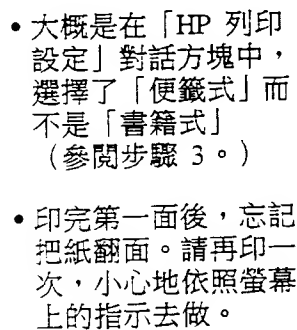 • 大概是在「HP 列印
設定」對話方塊中,
選擇了「便籤式」而
不是「書籍式」
(參閱步驟 3。)
• 印完第一面後,忘記
把紙翻面。請再印一
次,小心地依照螢幕
上的指示去做。